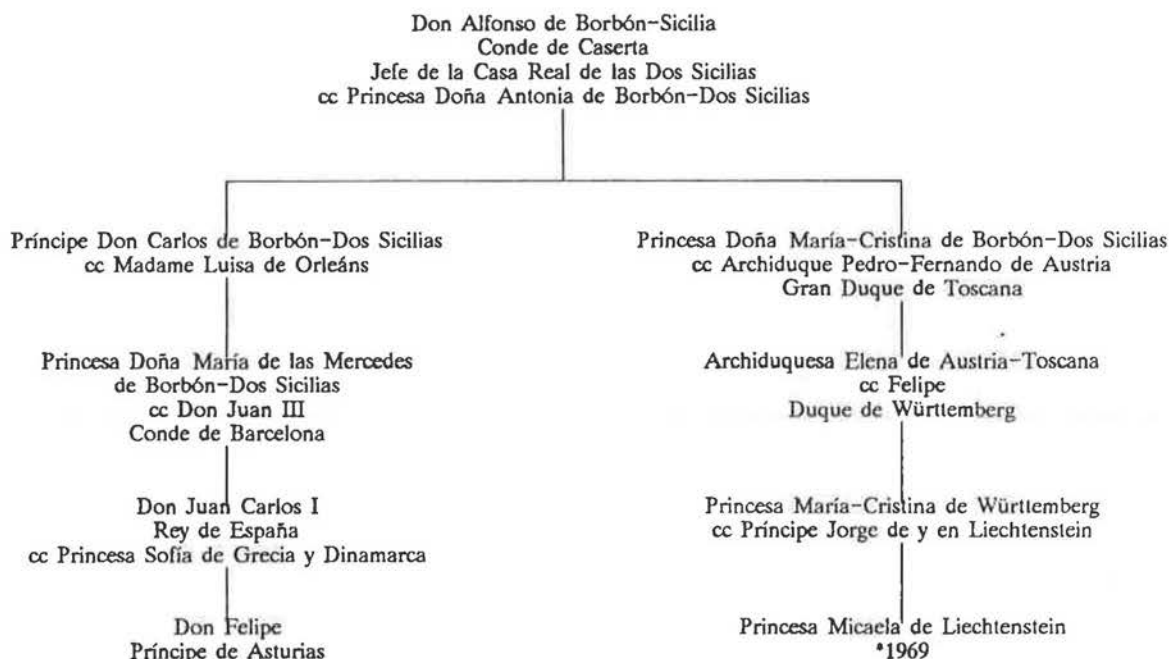 Don Alfonso de Borbón-Sicilia
Conde de Caserta
Jefe de la Casa Real de las Dos Sicilias
cc Princesa Doña Antonia de Borbón-Dos Sicilias
Príncipe Don Carlos de Borbón-Dos Sicilias
cc Madame Luisa de Orleáns
Princesa Doña María de las Mercedes
de Borbón-Dos Sicilias
cc Don Juan III
Conde de Barcelona
Don Juan Carlos I
Rey de España
cc Princesa Sofía de Grecia y Dinamarca
Don Felipe
Príncipe de Asturias
Princesa Doña María-Cristina de Borbón-Dos Sicilias
cc Archiduque Pedro-Fernando de Austria
Gran Duque de Toscana
Archiduquesa Elena de Austria-Toscana
cc Felipe
Duque de Württemberg
Princesa María-Cristina de Württemberg
cc Príncipe Jorge de y en Liechtenstein
Princesa Micaela de Liechtenstein
*1969